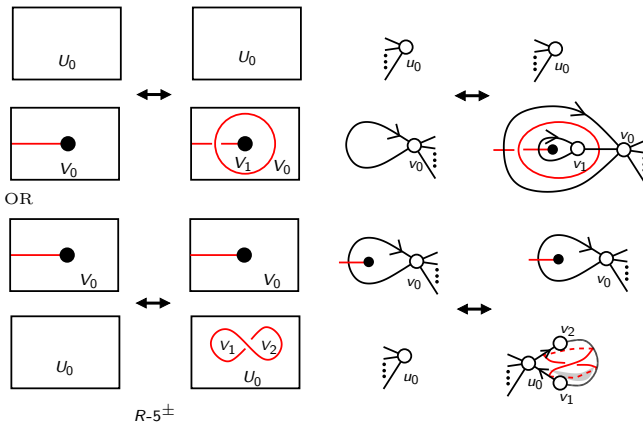 U₀ U₀ u₀ u₀
V₀ V₁ V₀ v₀ v₁ v₀
OR
V₀ V₀ v₀ v₀
U₀ v₁ v₂ U₀ u₀ u₀ v₂ v₁
R-5±